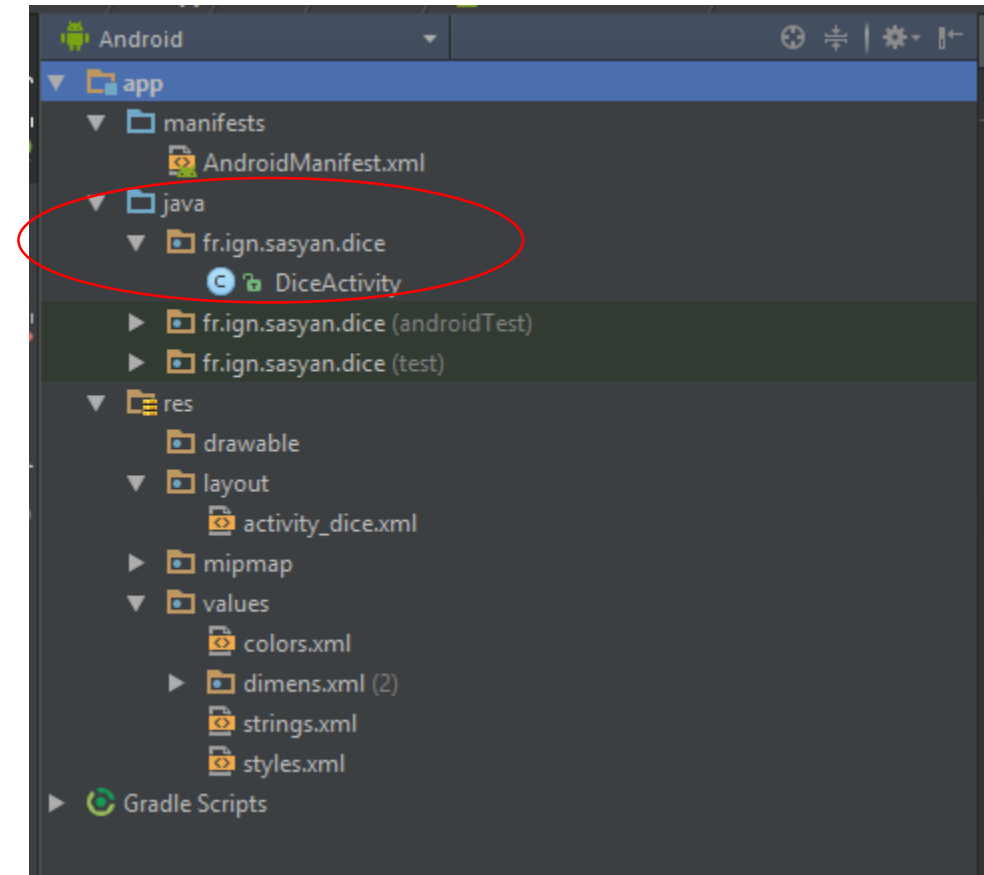 Android
app
manifests
AndroidManifest.xml
java
fr.ign.sasyan.dice
DiceActivity
fr.ign.sasyan.dice (androidTest)
fr.ign.sasyan.dice (test)
res
drawable
layout
activity_dice.xml
mipmap
values
colors.xml
dimens.xml (2)
strings.xml
styles.xml
Gradle Scripts